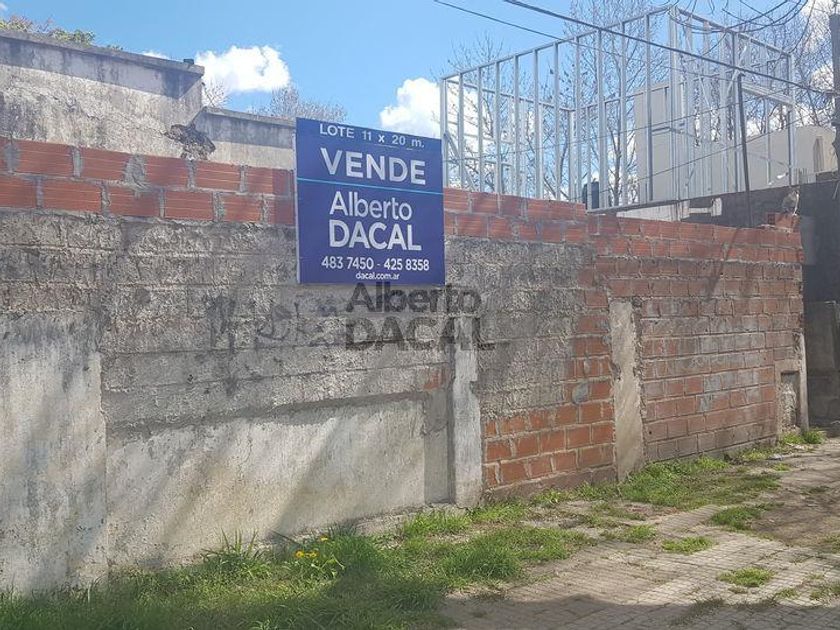 LOTE 11 x 20 m.
VENDE
Alberto
DACAL
483 7450 - 425 8358
dacal.com.ar
Alberto
DACAL